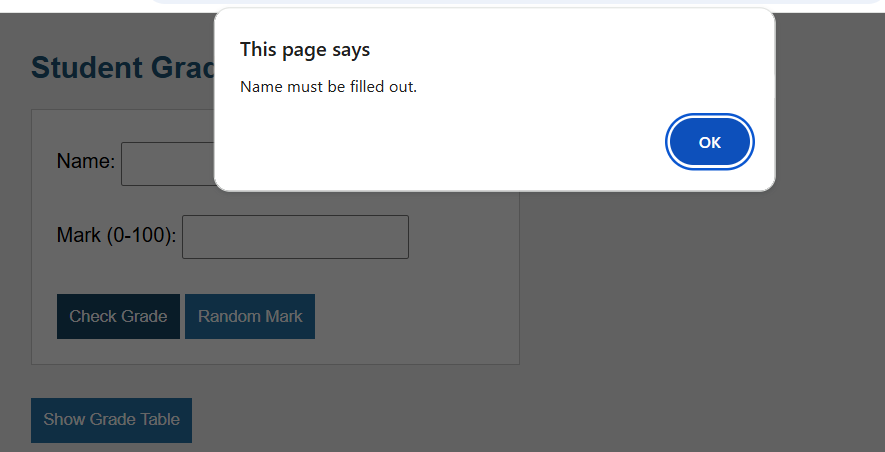 This page says
Name must be filled out.
OK
Student Grad
Name:
Mark (0-100):
Check Grade
Random Mark
Show Grade Table